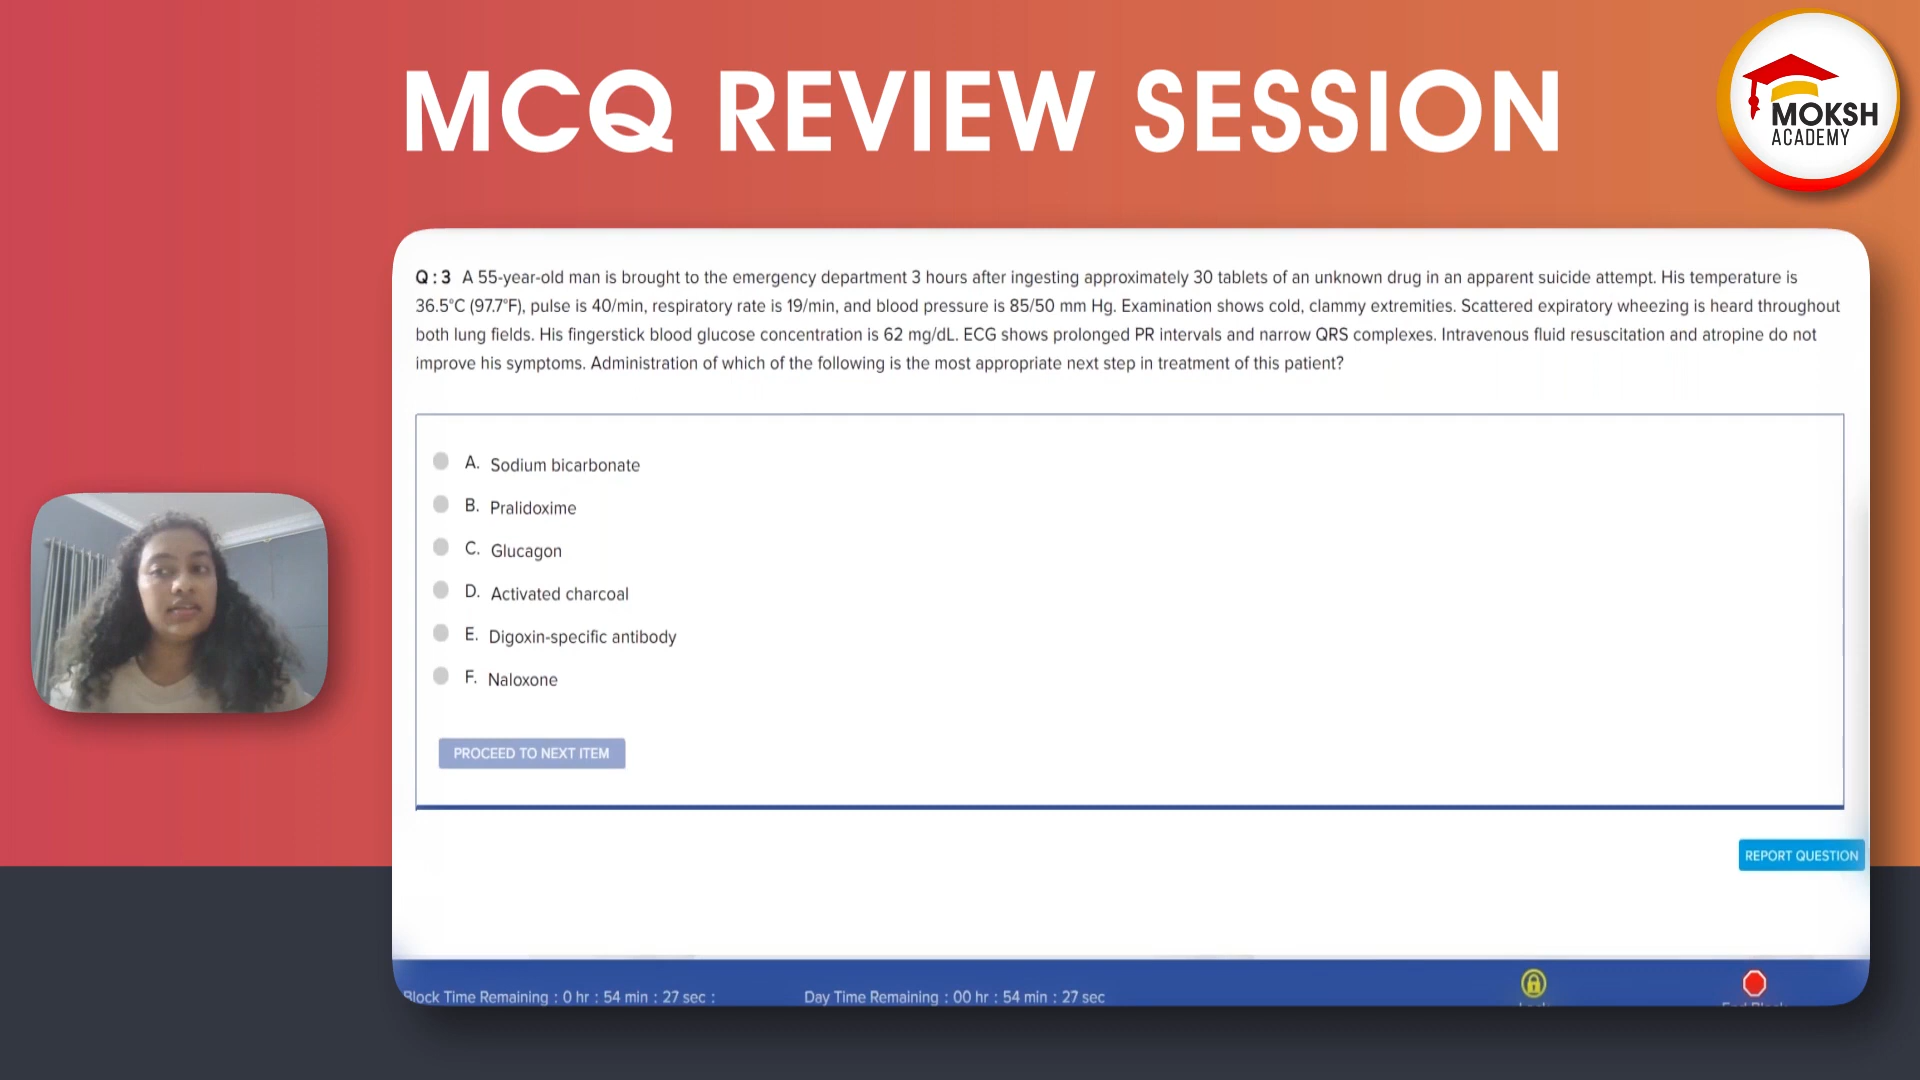 MCQ REVIEW SESSION
MOKSH
ACADEMY
Q : 3 A 55-year-old man is brought to the emergency department 3 hours after ingesting approximately 30 tablets of an unknown drug in an apparent suicide attempt. His temperature is
36.5°C (97.7°F), pulse is 40/min, respiratory rate is 19/min, and blood pressure is 85/50 mm Hg. Examination shows cold, clammy extremities. Scattered expiratory wheezing is heard throughout
both lung fields. His fingerstick blood glucose concentration is 62 mg/dL. ECG shows prolonged PR intervals and narrow QRS complexes. Intravenous fluid resuscitation and atropine do not
improve his symptoms. Administration of which of the following is the most appropriate next step in treatment of this patient?
A. Sodium bicarbonate
B. Pralidoxime
C. Glucagon
D. Activated charcoal
E. Digoxin-specific antibody
F. Naloxone
PROCEED TO NEXT ITEM
REPORT QUESTION
Block Time Remaining : 0 hr : 54 min : 27 sec :
Day Time Remaining : 00 hr : 54 min : 27 sec